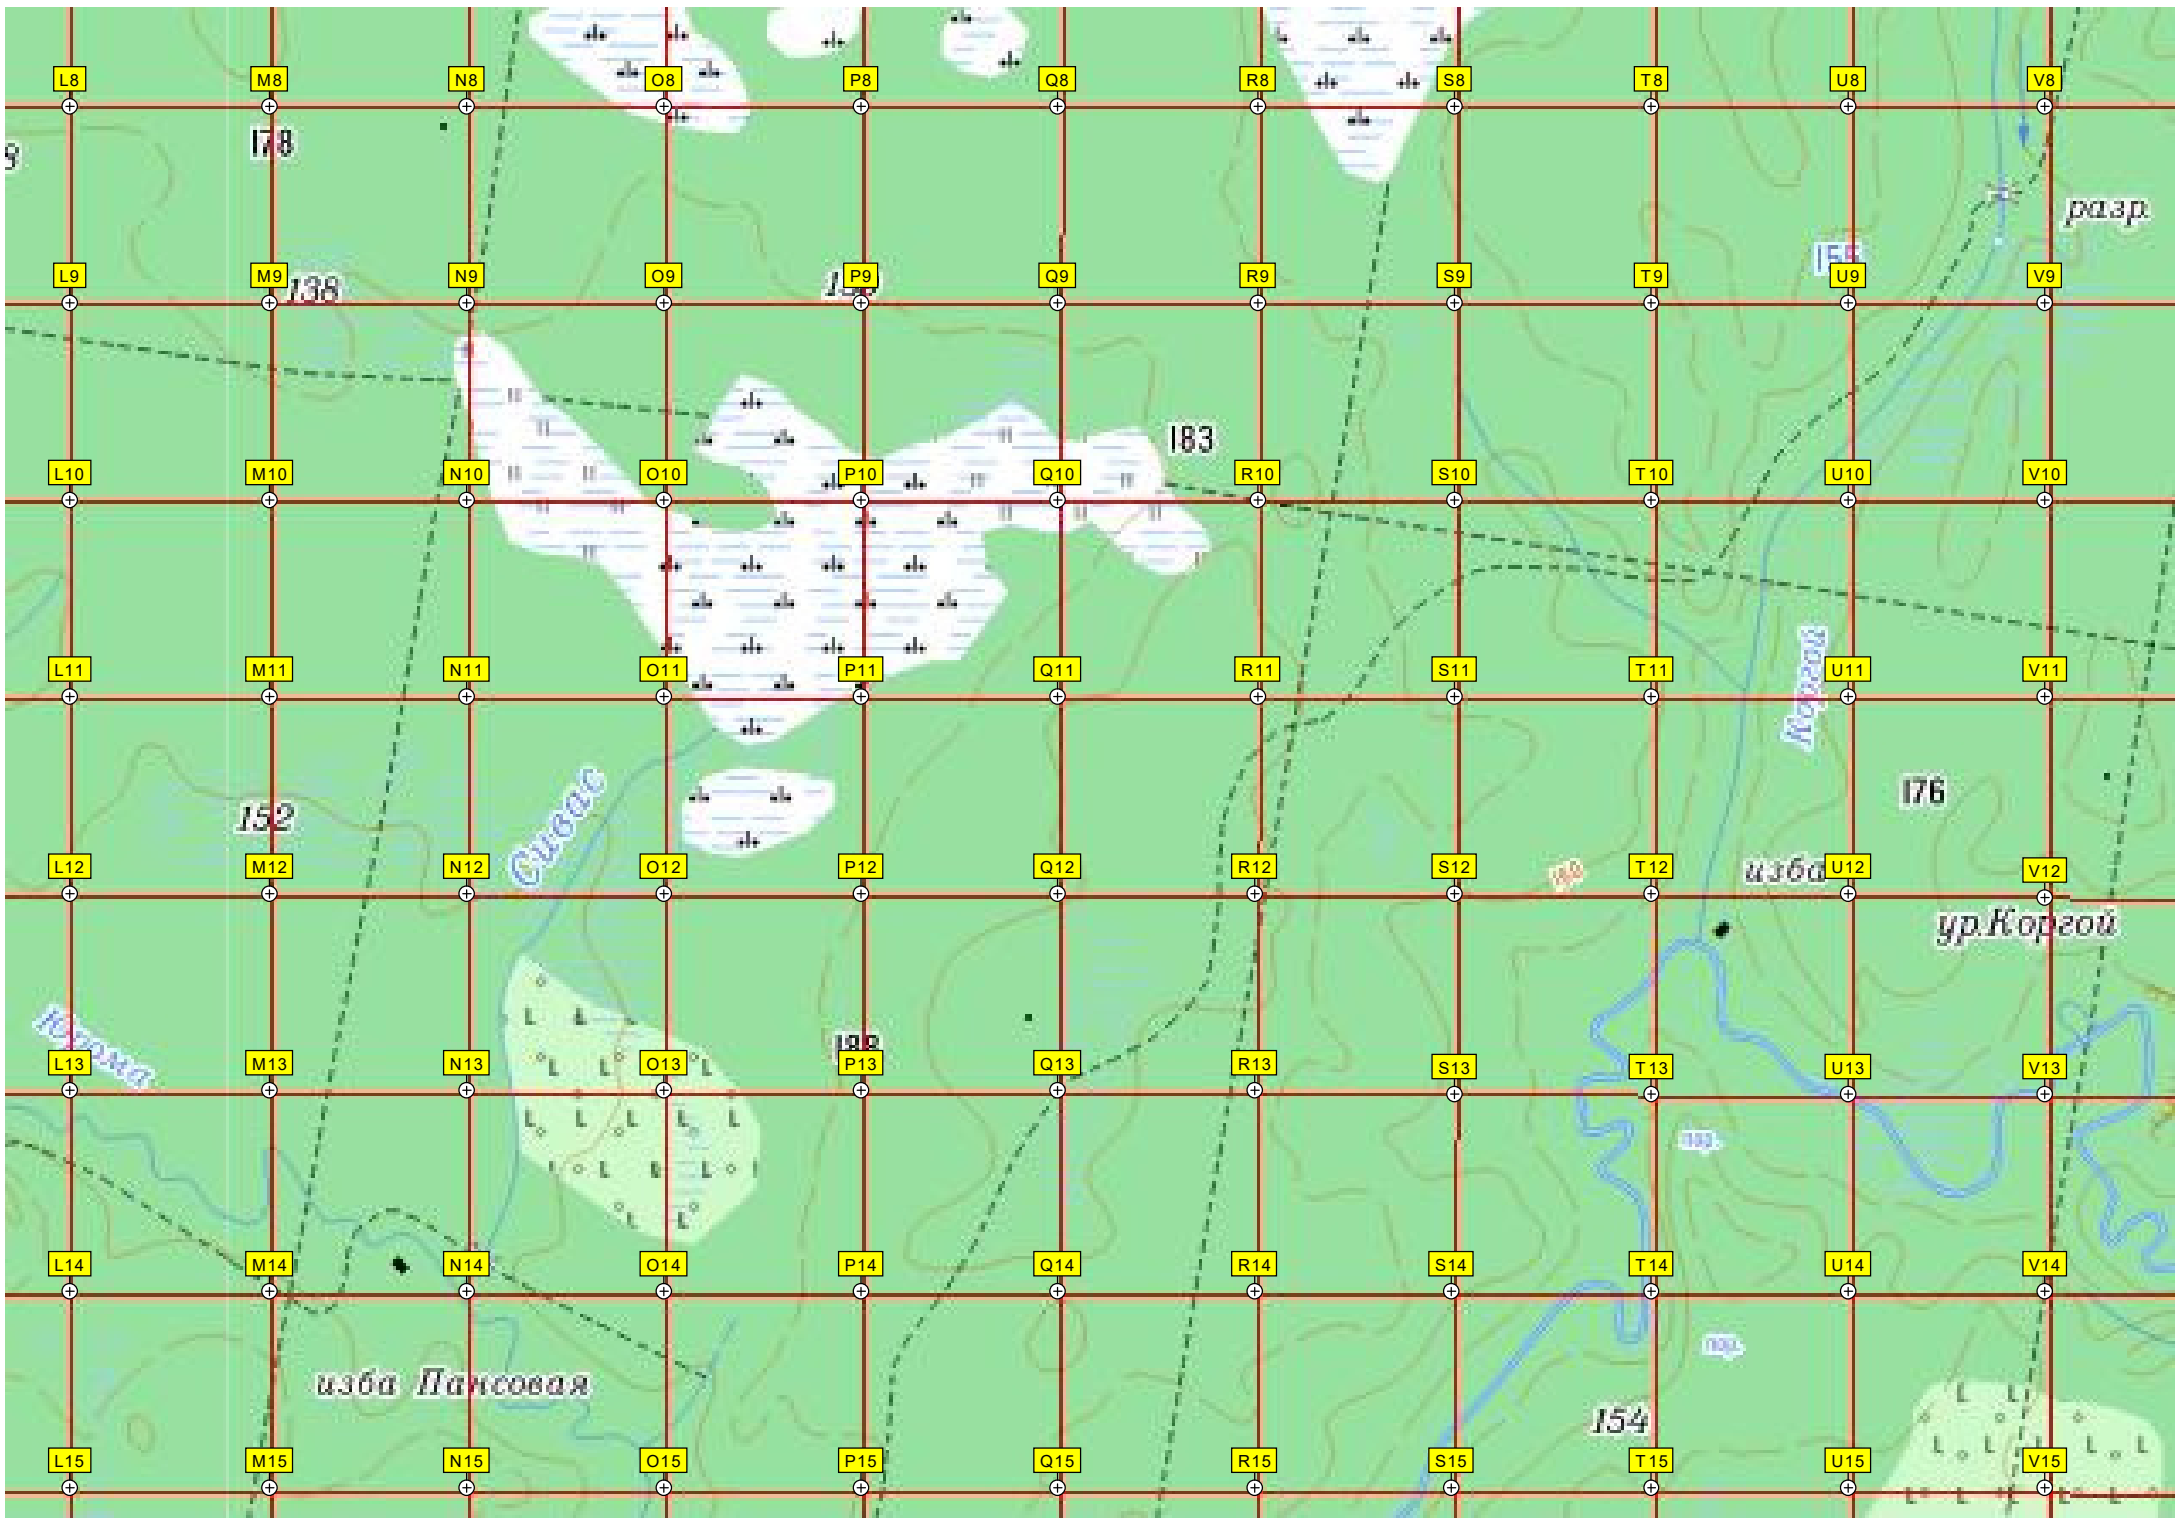 L8 M8 N8 O8 P8 Q8 R8 S8 T8 U8 V8
178
разр.
155
L9 M9 N9 O9 P9 Q9 R9 S9 T9 U9 V9
138
183
L10 M10 N10 O10 P10 Q10 R10 S10 T10 U10 V10
Коргой
L11 M11 N11 O11 P11 Q11 R11 S11 T11 U11 V11
176
152
Сивас
L12 M12 N12 O12 P12 Q12 R12 S12 T12 U12 V12
изба
ур.Коргой
188
L13 M13 N13 O13 P13 Q13 R13 S13 T13 U13 V13
пор.
L14 M14 N14 O14 P14 Q14 R14 S14 T14 U14 V14
пор.
изба Пансовая
154
L15 M15 N15 O15 P15 Q15 R15 S15 T15 U15 V15